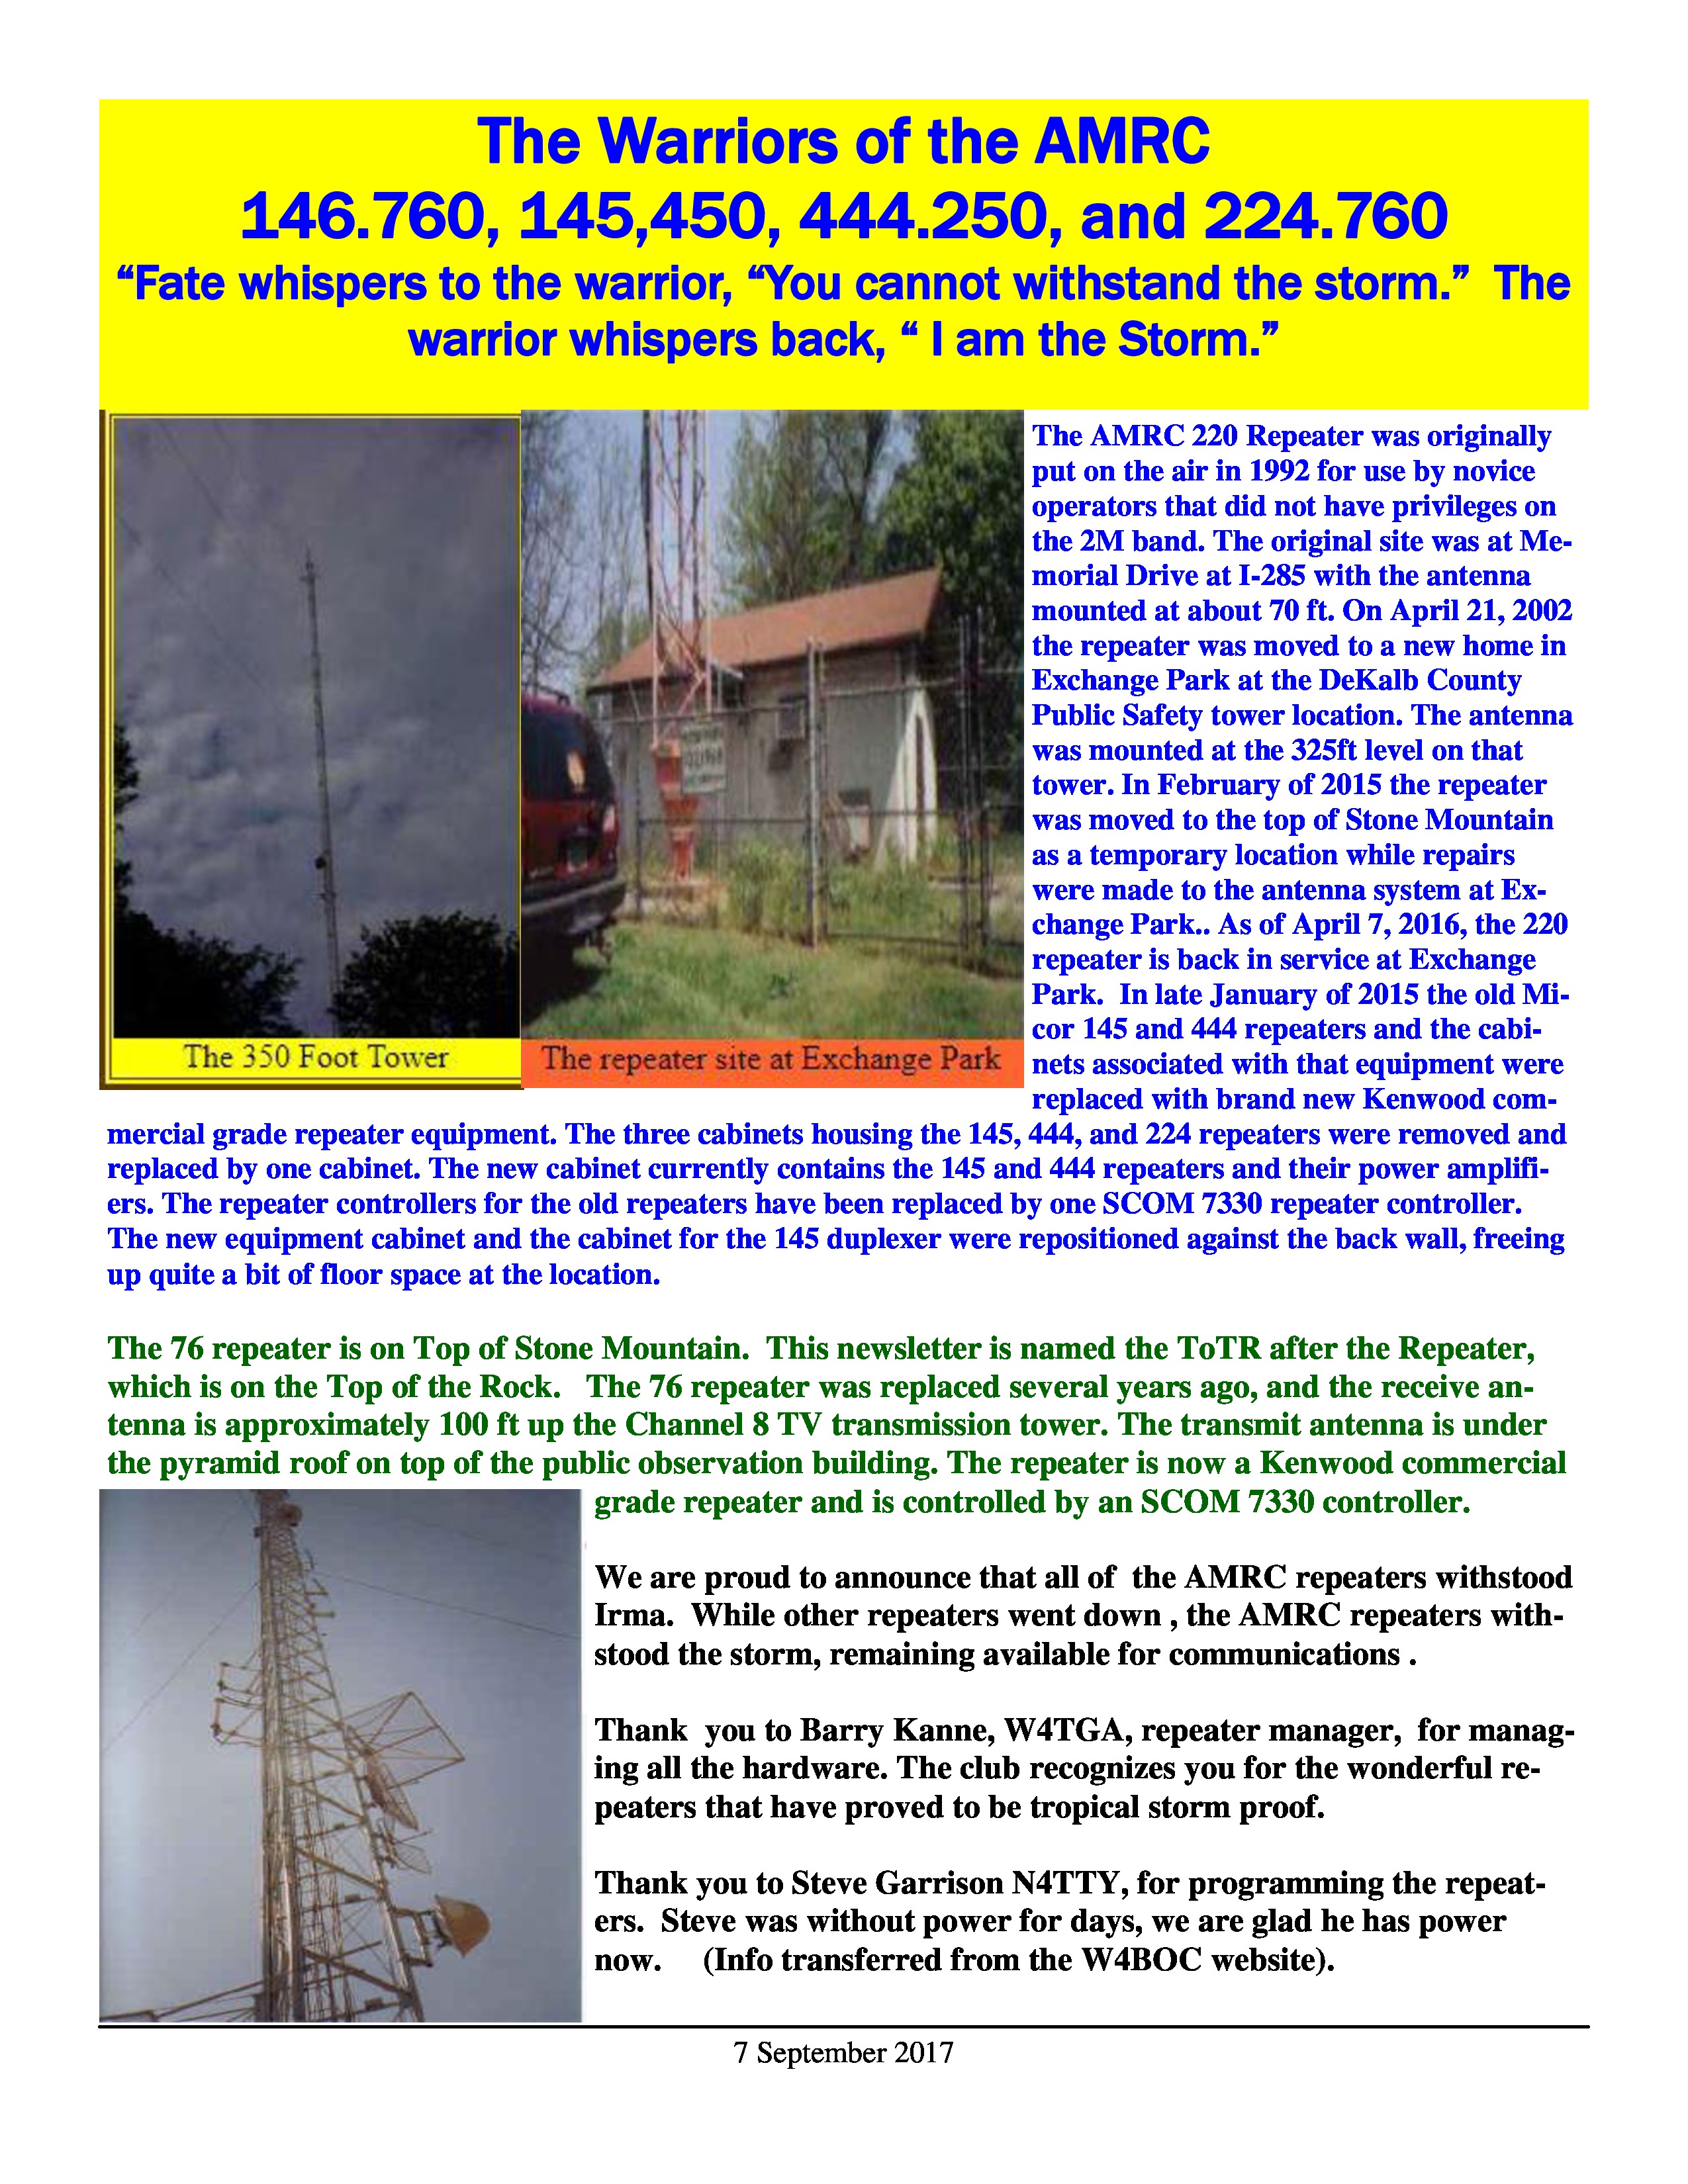 The Warriors of the AMRC
146.760, 145,450, 444.250, and 224.760
“Fate whispers to the warrior, “You cannot withstand the storm.”  The
warrior whispers back, “ I am the Storm.”
The 350 Foot Tower
The repeater site at Exchange Park
The AMRC 220 Repeater was originally
put on the air in 1992 for use by novice
operators that did not have privileges on
the 2M band. The original site was at Me-
morial Drive at I-285 with the antenna
mounted at about 70 ft. On April 21, 2002
the repeater was moved to a new home in
Exchange Park at the DeKalb County
Public Safety tower location. The antenna
was mounted at the 325ft level on that
tower. In February of 2015 the repeater
was moved to the top of Stone Mountain
as a temporary location while repairs
were made to the antenna system at Ex-
change Park.. As of April 7, 2016, the 220
repeater is back in service at Exchange
Park.  In late January of 2015 the old Mi-
cor 145 and 444 repeaters and the cabi-
nets associated with that equipment were
replaced with brand new Kenwood com-
mercial grade repeater equipment. The three cabinets housing the 145, 444, and 224 repeaters were removed and
replaced by one cabinet. The new cabinet currently contains the 145 and 444 repeaters and their power amplifi-
ers. The repeater controllers for the old repeaters have been replaced by one SCOM 7330 repeater controller.
The new equipment cabinet and the cabinet for the 145 duplexer were repositioned against the back wall, freeing
up quite a bit of floor space at the location.
The 76 repeater is on Top of Stone Mountain.  This newsletter is named the ToTR after the Repeater,
which is on the Top of the Rock.   The 76 repeater was replaced several years ago, and the receive an-
tenna is approximately 100 ft up the Channel 8 TV transmission tower. The transmit antenna is under
the pyramid roof on top of the public observation building. The repeater is now a Kenwood commercial
grade repeater and is controlled by an SCOM 7330 controller.
We are proud to announce that all of  the AMRC repeaters withstood
Irma.  While other repeaters went down , the AMRC repeaters with-
stood the storm, remaining available for communications .
Thank  you to Barry Kanne, W4TGA, repeater manager,  for manag-
ing all the hardware. The club recognizes you for the wonderful re-
peaters that have proved to be tropical storm proof.
Thank you to Steve Garrison N4TTY, for programming the repeat-
ers.  Steve was without power for days, we are glad he has power
now.     (Info transferred from the W4BOC website).
7 September 2017